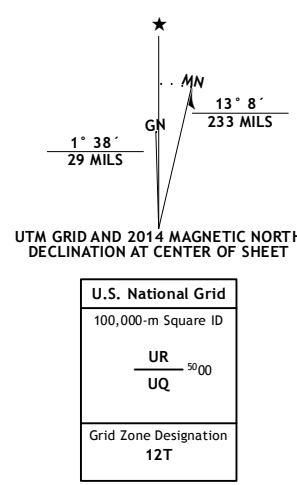 ★
MN
13° 8´
233 MILS
GN
1° 38´
29 MILS
UTM GRID AND 2014 MAGNETIC NORTH
DECLINATION AT CENTER OF SHEET
U.S. National Grid
100,000-m Square ID
UR
5000
UQ
Grid Zone Designation
12T